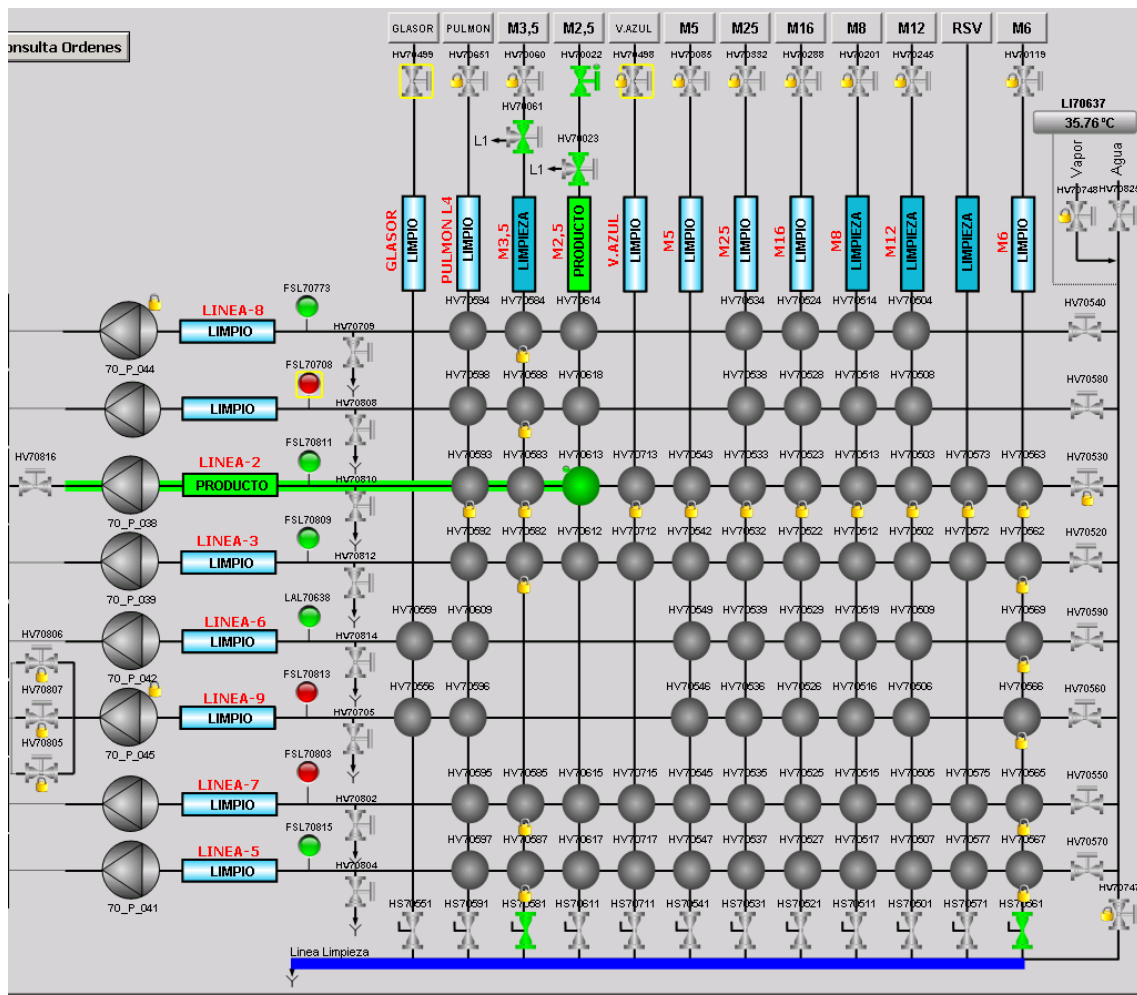 onsulta Ordenes
GLASOR PULMON M3,5 M2,5 V.AZUL M5 M25 M16 M8 M12 RSV M6
HV70499 HV70651 HV70060 HV70022 HV70498 HV70085 HV70332 HV70288 HV70201 HV70245 HV70119
LI70637
35.76 ºC
HV70061
L1
HV70023
L1
Vapor Agua
HV70748 HV70825
GLASOR PULMON L4 M3,5 M2,5 V.AZUL M5 M25 M16 M8 M12 M6
LIMPIO LIMPIO LIMPIEZA PRODUCTO LIMPIO LIMPIO LIMPIO LIMPIO LIMPIEZA LIMPIEZA LIMPIEZA LIMPIO
FSL70773
HV70594 HV70584 HV70614 HV70534 HV70524 HV70514 HV70504 HV70540
LINEA-8
LIMPIO
HV70709
70_P_044
FSL70708
HV70598 HV70588 HV70618 HV70538 HV70528 HV70518 HV70508 HV70580
LIMPIO
HV70808
FSL70811
HV70593 HV70583 HV70613 HV70713 HV70543 HV70533 HV70523 HV70513 HV70503 HV70573 HV70563 HV70530
HV70816
LINEA-2
PRODUCTO
HV70810
70_P_038
FSL70809
HV70592 HV70582 HV70612 HV70712 HV70542 HV70532 HV70522 HV70512 HV70502 HV70572 HV70562 HV70520
LINEA-3
LIMPIO
HV70812
70_P_039
LAL70638
HV70559 HV70609 HV70549 HV70539 HV70529 HV70519 HV70509 HV70569 HV70590
LINEA-6
HV70806
LIMPIO
HV70814
70_P_042
FSL70813
HV70556 HV70596 HV70546 HV70536 HV70526 HV70516 HV70506 HV70566 HV70560
HV70807
LINEA-9
LIMPIO
HV70705
HV70805
70_P_045
FSL70803
HV70595 HV70585 HV70615 HV70715 HV70545 HV70535 HV70525 HV70515 HV70505 HV70575 HV70565 HV70550
LINEA-7
LIMPIO
HV70802
FSL70815
HV70597 HV70587 HV70617 HV70717 HV70547 HV70537 HV70527 HV70517 HV70507 HV70577 HV70567 HV70570
LINEA-5
LIMPIO
HV70804
70_P_041
HS70551 HS70591 HS70581 HS70611 HS70711 HS70541 HS70531 HS70521 HS70511 HS70501 HS70571 HS70561 HV70747
Linea Limpieza